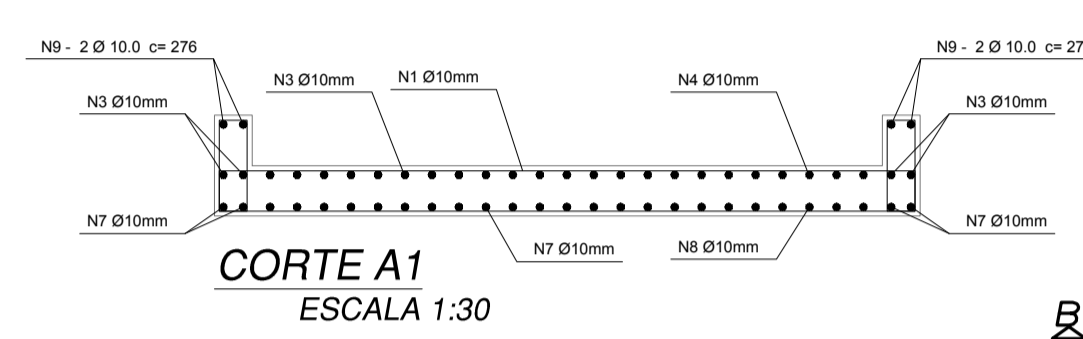 N9 - 2 Ø 10.0 c= 276
N9 - 2 Ø 10.0 c= 27
N3 Ø10mm
N1 Ø10mm
N4 Ø10mm
N3 Ø10mm
N3 Ø10mm
N7 Ø10mm
N7 Ø10mm
N8 Ø10mm
N7 Ø10mm
CORTE A1
ESCALA 1:30
B